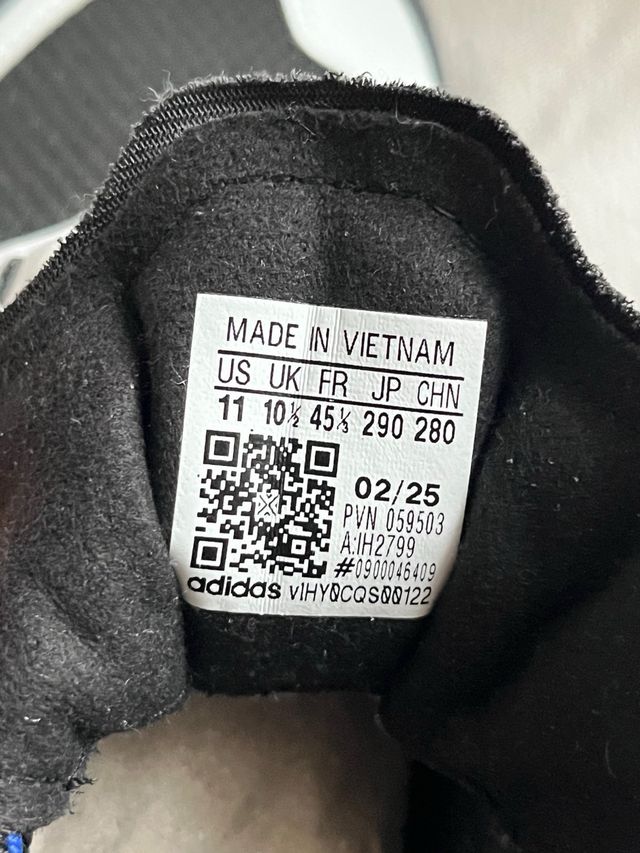 MADE IN VIETNAM
US UK FR JP CHN
11 10½ 45⅓ 290 280
02/25
PVN 059503
A:IH2799
#0900046409
adidas vIHY0CQS00122